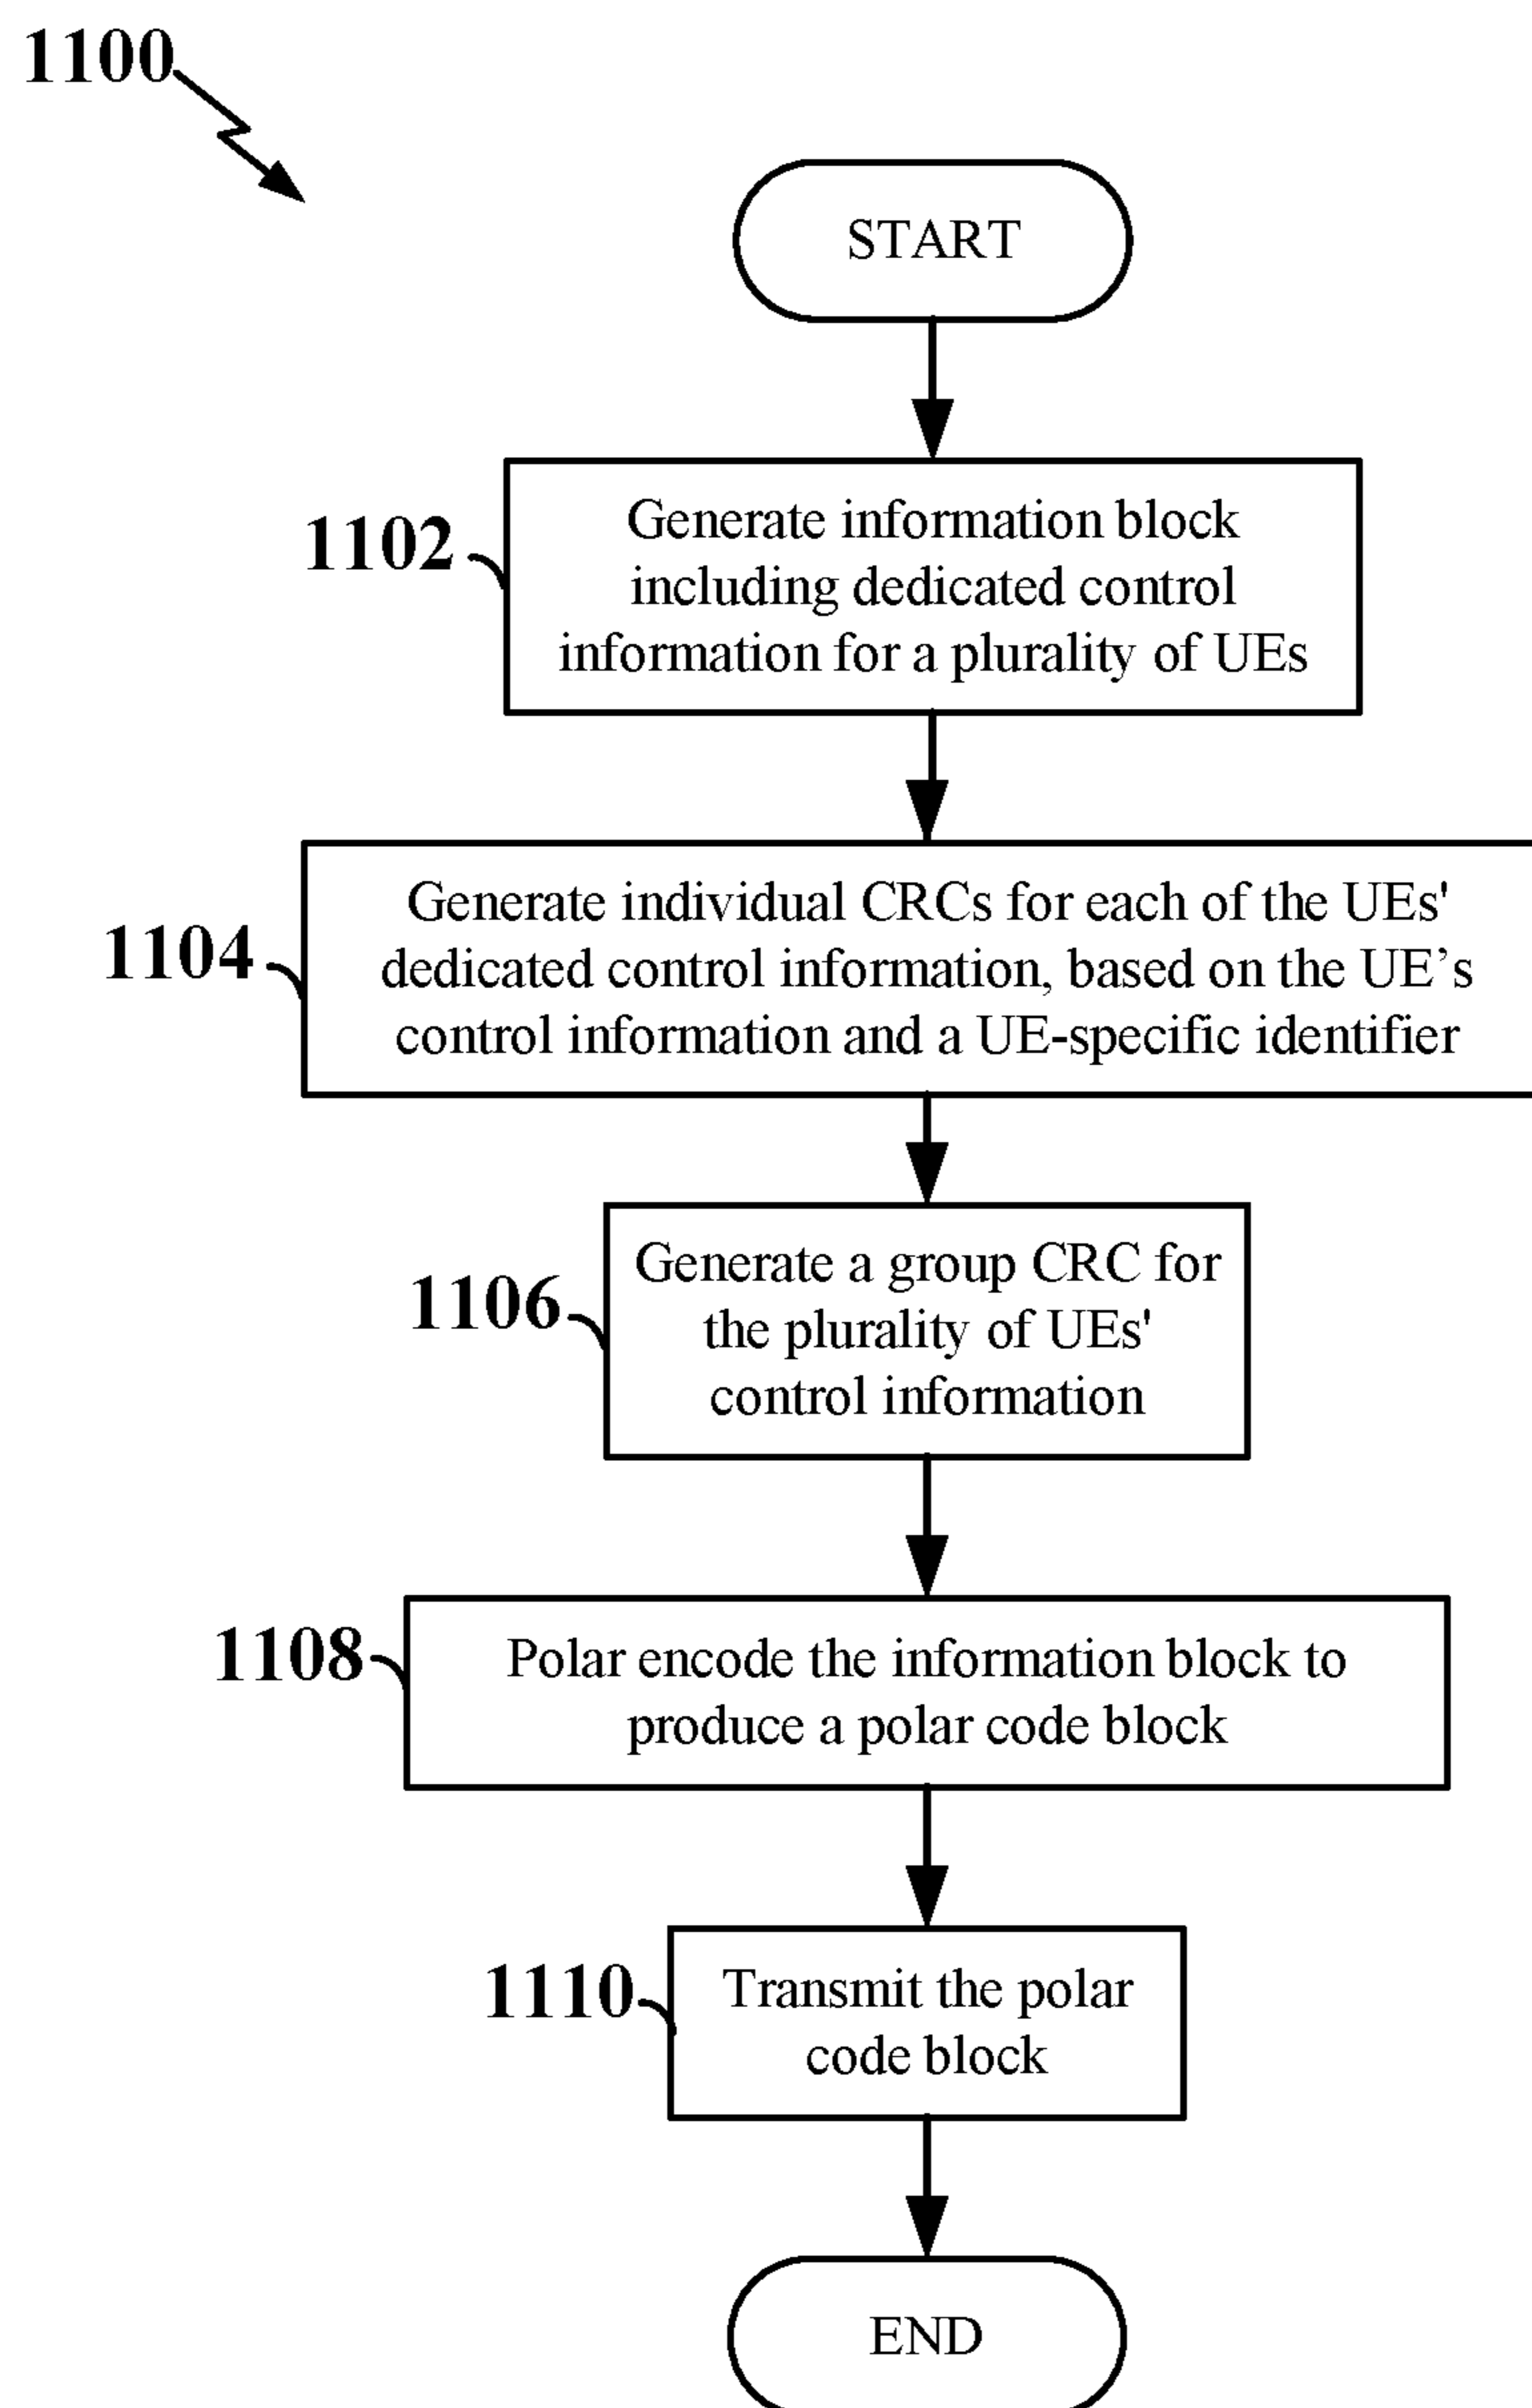 1100
START
1102
Generate information block
including dedicated control
information for a plurality of UEs
1104
Generate individual CRCs for each of the UEs'
dedicated control information, based on the UE’s
control information and a UE-specific identifier
1106
Generate a group CRC for
the plurality of UEs'
control information
1108
Polar encode the information block to
produce a polar code block
1110
Transmit the polar
code block
END